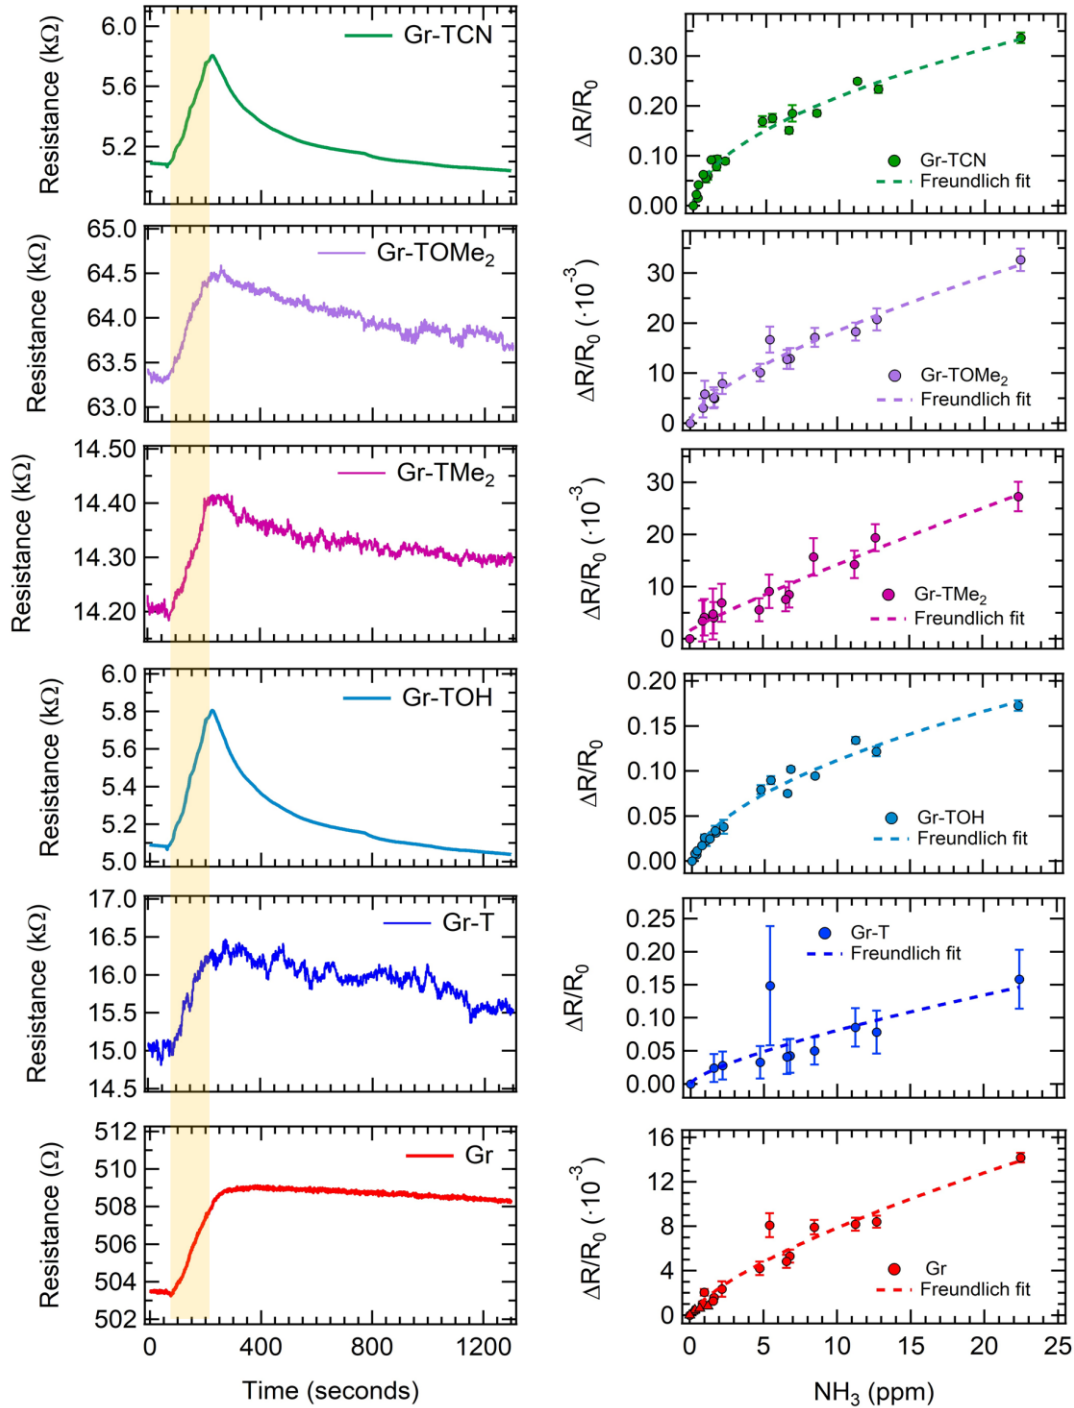 Resistance (kΩ)
6.0
5.6
5.2
Gr-TCN
ΔR/R0
0.30
0.20
0.10
0.00
Gr-TCN
Freundlich fit
Resistance (kΩ)
65.0
64.5
64.0
63.5
63.0
Gr-TOMe2
ΔR/R0 (·10-3)
30
20
10
0
Gr-TOMe2
Freundlich fit
Resistance (kΩ)
14.50
14.40
14.30
14.20
Gr-TMe2
ΔR/R0 (·10-3)
30
20
10
0
Gr-TMe2
Freundlich fit
Resistance (kΩ)
6.0
5.8
5.6
5.4
5.2
5.0
Gr-TOH
ΔR/R0
0.20
0.15
0.10
0.05
0.00
Gr-TOH
Freundlich fit
Resistance (kΩ)
17.0
16.5
16.0
15.5
15.0
14.5
Gr-T
ΔR/R0
0.25
0.20
0.15
0.10
0.05
0.00
Gr-T
Freundlich fit
Resistance (Ω)
512
510
508
506
504
502
Gr
0 400 800 1200
Time (seconds)
ΔR/R0 (·10-3)
16
12
8
4
0
Gr
Freundlich fit
0 5 10 15 20 25
NH3 (ppm)